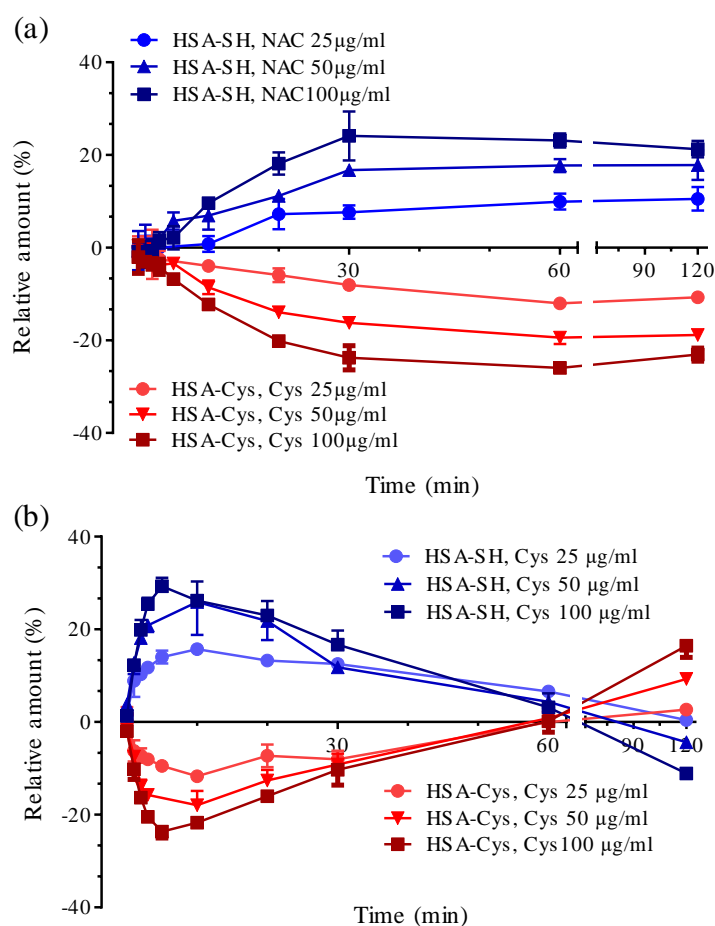 (a)
HSA-SH, NAC 25µg/ml
HSA-SH, NAC 50µg/ml
HSA-SH, NAC100µg/ml
40
20
0
-20
-40
30
60
90
120
Relative amount (%)
HSA-Cys, Cys 25µg/ml
HSA-Cys, Cys 50µg/ml
HSA-Cys, Cys 100µg/ml
Time (min)
(b)
40
20
0
-20
-40
30
60
90
120
Relative amount (%)
HSA-SH, Cys 25 µg/ml
HSA-SH, Cys 50 µg/ml
HSA-SH, Cys 100 µg/ml
HSA-Cys, Cys 25 µg/ml
HSA-Cys, Cys 50 µg/ml
HSA-Cys, Cys100 µg/ml
Time (min)